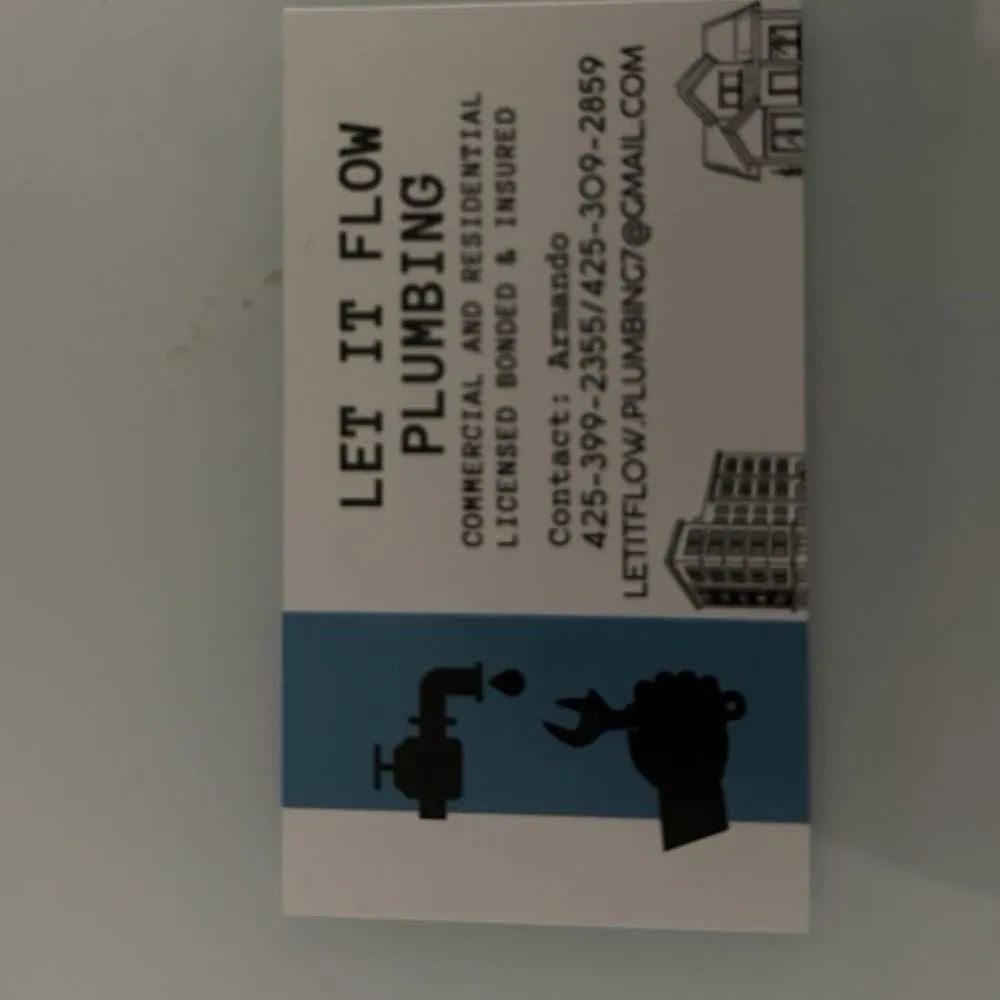 LET IT FLOW
PLUMBING
COMMERCIAL AND RESIDENTIAL
LICENSED BONDED & INSURED
Contact: Armando
425-399-2355/425-309-2859
LETITFLOW.PLUMBING7@GMAIL.COM